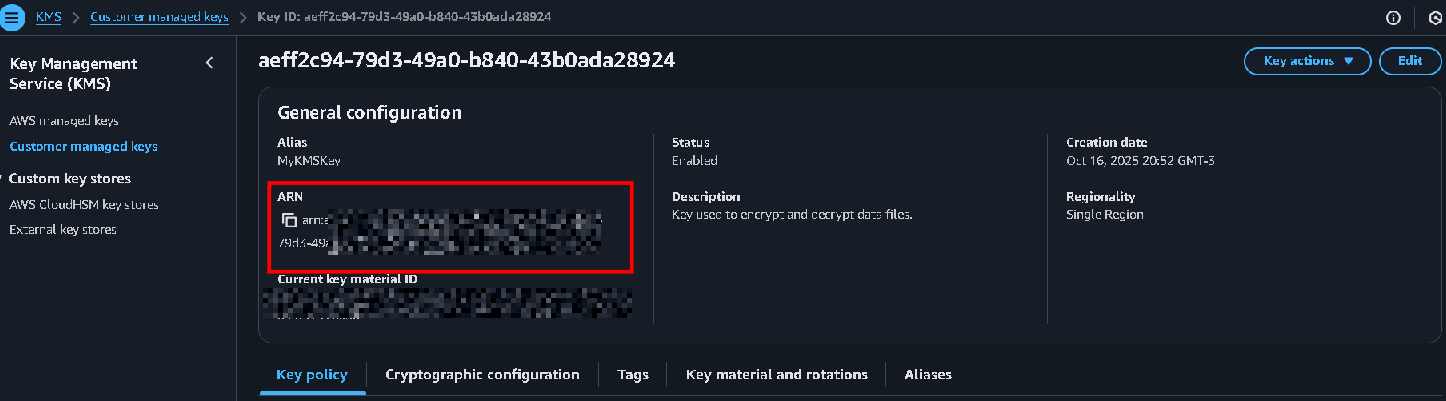 KMS > Customer managed keys > Key ID: aeff2c94-79d3-49a0-b840-43b0ada28924
Key Management
Service (KMS)
AWS managed keys
Customer managed keys
Custom key stores
AWS CloudHSM key stores
External key stores
aeff2c94-79d3-49a0-b840-43b0ada28924
Key actions
Edit
General configuration
Alias
MyKMSKey
ARN
arn:
79d3-49a
Current key material ID
Status
Enabled
Description
Key used to encrypt and decrypt data files.
Creation date
Oct 16, 2025 20:52 GMT-3
Regionality
Single Region
Key policy
Cryptographic configuration
Tags
Key material and rotations
Aliases